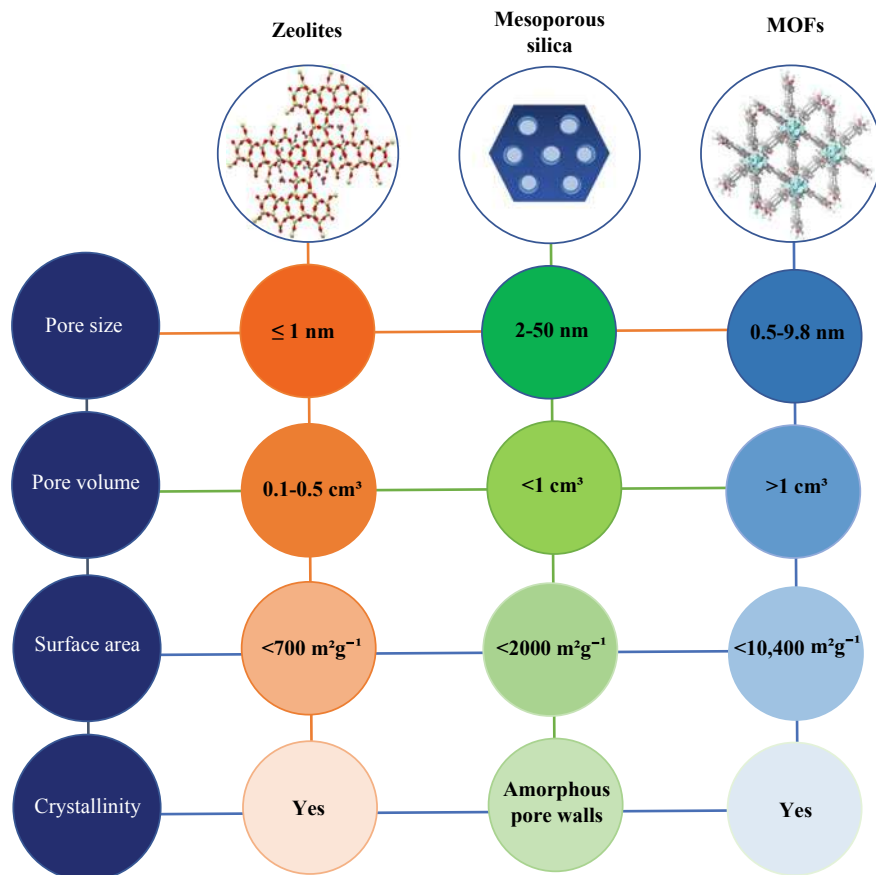 Zeolites
Mesoporous
silica
MOFs
Pore size
≤ 1 nm
2-50 nm
0.5-9.8 nm
Pore volume
0.1-0.5 cm³
<1 cm³
>1 cm³
Surface area
<700 m²g⁻¹
<2000 m²g⁻¹
<10,400 m²g⁻¹
Crystallinity
Yes
Amorphous
pore walls
Yes